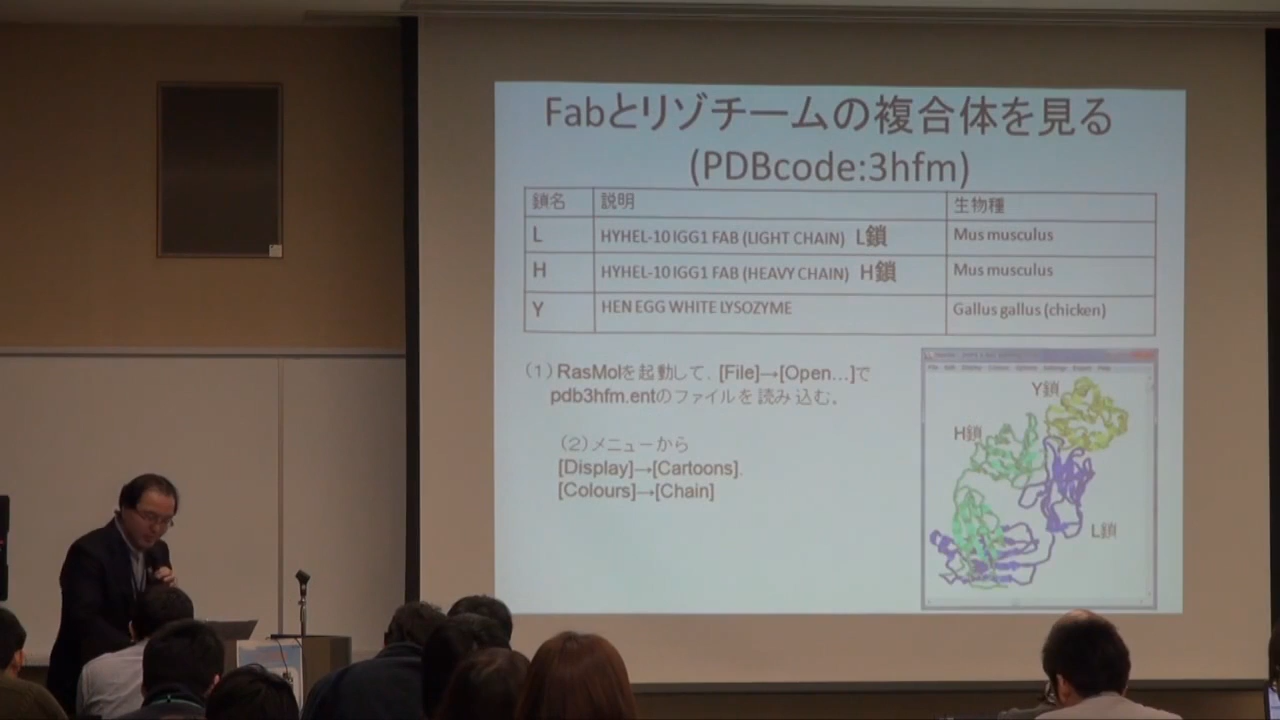 Fabとリゾチームの複合体を見る
(PDBcode:3hfm)
鎖名 説明 生物種
L HYHEL-10 IGG1 FAB (LIGHT CHAIN) L鎖 Mus musculus
H HYHEL-10 IGG1 FAB (HEAVY CHAIN) H鎖 Mus musculus
Y HEN EGG WHITE LYSOZYME Gallus gallus (chicken)
(1)RasMolを起動して、[File]→[Open...]で
pdb3hfm.entのファイルを読み込む。
(2)メニューから
[Display]→[Cartoons].
[Colours]→[Chain]
Y鎖
H鎖
L鎖